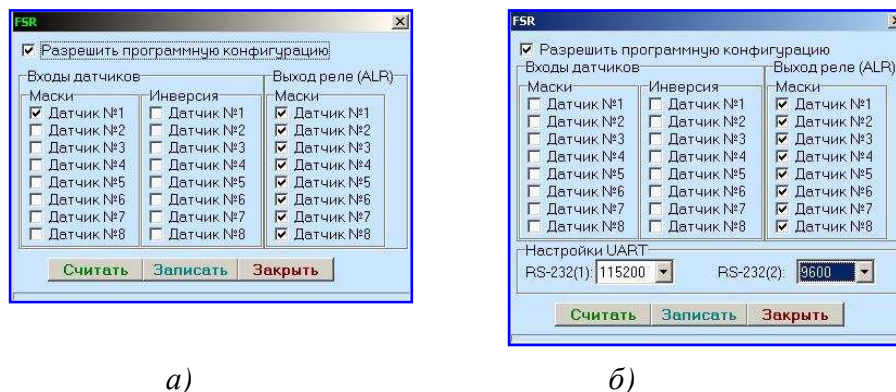 FSR
Разрешить программную конфигурацию
Входы датчиков Выход реле (ALR)
Маски Инверсия Маски
Датчик №1 Датчик №1 Датчик №1
Датчик №2 Датчик №2 Датчик №2
Датчик №3 Датчик №3 Датчик №3
Датчик №4 Датчик №4 Датчик №4
Датчик №5 Датчик №5 Датчик №5
Датчик №6 Датчик №6 Датчик №6
Датчик №7 Датчик №7 Датчик №7
Датчик №8 Датчик №8 Датчик №8
Считать Записать Закрыть
а)
FSR
Разрешить программную конфигурацию
Входы датчиков Выход реле (ALR)
Маски Инверсия Маски
Датчик №1 Датчик №1 Датчик №1
Датчик №2 Датчик №2 Датчик №2
Датчик №3 Датчик №3 Датчик №3
Датчик №4 Датчик №4 Датчик №4
Датчик №5 Датчик №5 Датчик №5
Датчик №6 Датчик №6 Датчик №6
Датчик №7 Датчик №7 Датчик №7
Датчик №8 Датчик №8 Датчик №8
Настройки UART
RS-232(1): 115200 RS-232(2): 9600
Считать Записать Закрыть
б)